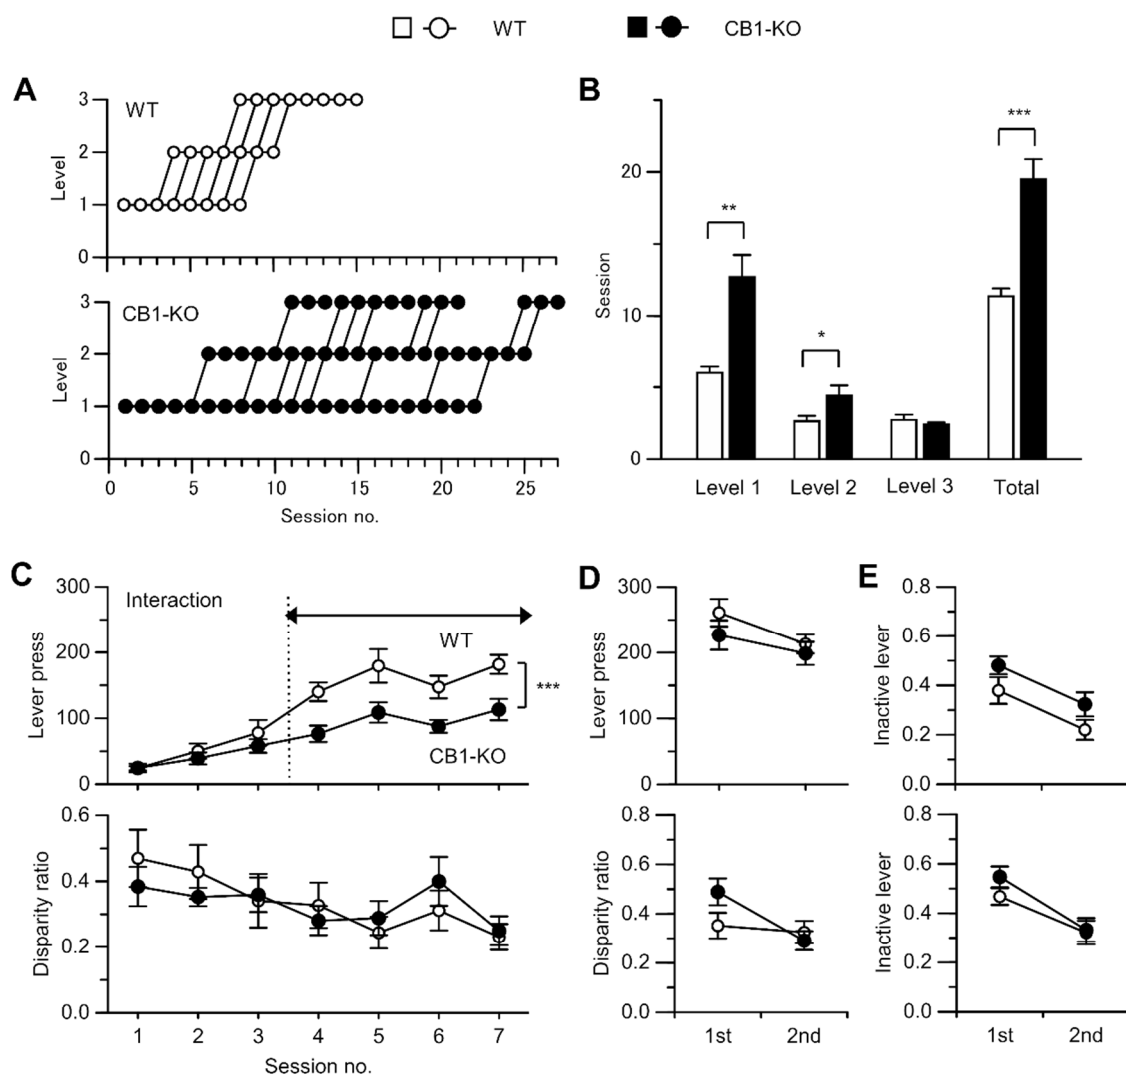 WT
CB1-KO
A
WT
Level
3
2
1
0
CB1-KO
Level
3
2
1
0
0
5
10
15
20
25
Session no.
B
Session
20
10
0
**
*
***
Level 1
Level 2
Level 3
Total
C
Interaction
Lever press
300
200
100
0
WT
***
CB1-KO
Disparity ratio
0.6
0.4
0.2
0.0
1
2
3
4
5
6
7
Session no.
D
Lever press
300
200
100
0
Disparity ratio
0.8
0.6
0.4
0.2
0.0
1st
2nd
E
Inactive lever
0.8
0.6
0.4
0.2
0.0
Inactive lever
0.8
0.6
0.4
0.2
0.0
1st
2nd